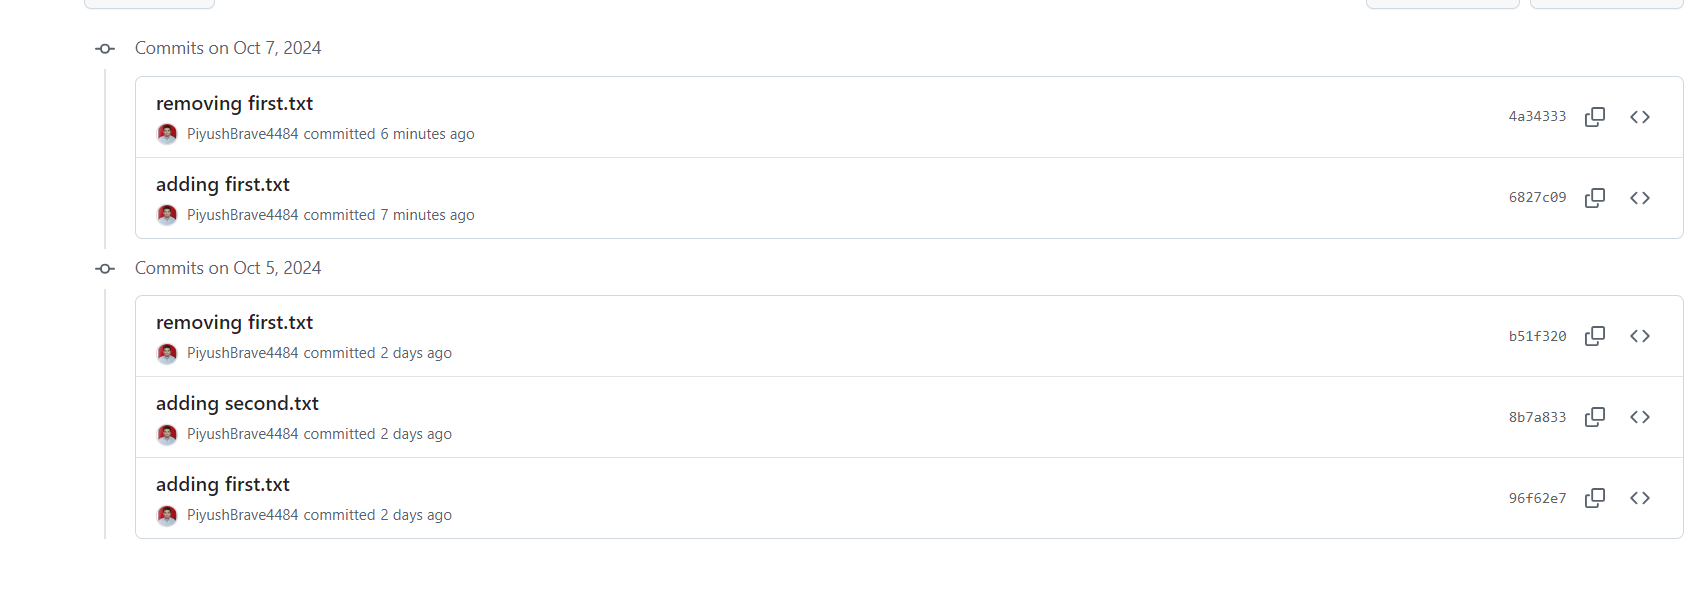 Commits on Oct 7, 2024
removing first.txt
PiyushBrave4484 committed 6 minutes ago
4a34333
adding first.txt
PiyushBrave4484 committed 7 minutes ago
6827c09
Commits on Oct 5, 2024
removing first.txt
PiyushBrave4484 committed 2 days ago
b51f320
adding second.txt
PiyushBrave4484 committed 2 days ago
8b7a833
adding first.txt
PiyushBrave4484 committed 2 days ago
96f62e7